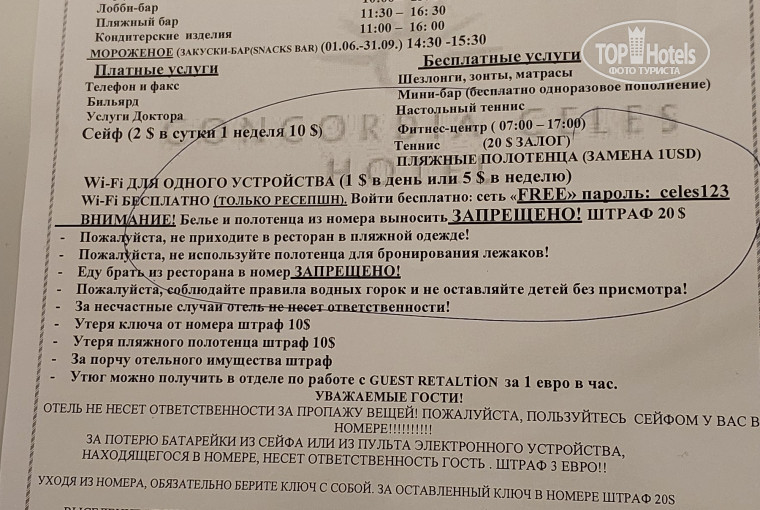 Лобби-бар
Пляжный бар 11:30 – 16: 30
Кондитерские изделия 11:00 – 16: 00
МОРОЖЕНОЕ (ЗАКУСКИ-БАР(SNACKS BAR) (01.06.-31.09.) 14:30 -15:30
Платные услуги
Телефон и факс
Бильярд
Услуги Доктора
Сейф (2 $ в сутки 1 неделя 10 $)
Бесплатные услуги
Шезлонги, зонты, матрасы
Мини-бар (бесплатно одноразовое пополнение)
Настольный теннис
Фитнес-центр ( 07:00 – 17:00)
Теннис (20 $ ЗАЛОГ)
ПЛЯЖНЫЕ ПОЛОТЕНЦА (ЗАМЕНА 1USD)
CONCORDIA CELES
HOTEL
Wi-Fi ДЛЯ ОДНОГО УСТРОЙСТВА (1 $ в день или 5 $ в неделю)
Wi-Fi БЕСПЛАТНО (ТОЛЬКО РЕСЕПШН). Войти бесплатно: сеть «FREE» пароль: celes123
ВНИМАНИЕ! Белье и полотенца из номера выносить ЗАПРЕЩЕНО! ШТРАФ 20 $
- Пожалуйста, не приходите в ресторан в пляжной одежде!
- Пожалуйста, не используйте полотенца для бронирования лежаков!
- Еду брать из ресторана в номер ЗАПРЕЩЕНО!
- Пожалуйста, соблюдайте правила водных горок и не оставляйте детей без присмотра!
- За несчастные случаи отель не несет ответственности!
- Утеря ключа от номера штраф 10$
- Утеря пляжного полотенца штраф 10$
- За порчу отельного имущества штраф
- Утюг можно получить в отделе по работе с GUEST RETALTİON за 1 евро в час.
УВАЖАЕМЫЕ ГОСТИ!
ОТЕЛЬ НЕ НЕСЕТ ОТВЕТСТВЕННОСТИ ЗА ПРОПАЖУ ВЕЩЕЙ! ПОЖАЛУЙСТА, ПОЛЬЗУЙТЕСЬ СЕЙФОМ У ВАС В
НОМЕРЕ!!!!!!!!!!
ЗА ПОТЕРЮ БАТАРЕЙКИ ИЗ СЕЙФА ИЛИ ИЗ ПУЛЬТА ЭЛЕКТРОННОГО УСТРОЙСТВА,
НАХОДЯЩЕГОСЯ В НОМЕРЕ, НЕСЕТ ОТВЕТСТВЕННОСТЬ ГОСТЬ . ШТРАФ 3 ЕВРО!!
УХОДЯ ИЗ НОМЕРА, ОБЯЗАТЕЛЬНО БЕРИТЕ КЛЮЧ С СОБОЙ. ЗА ОСТАВЛЕННЫЙ КЛЮЧ В НОМЕРЕ ШТРАФ 20$
TOP Hotels
ФОТО ТУРИСТА